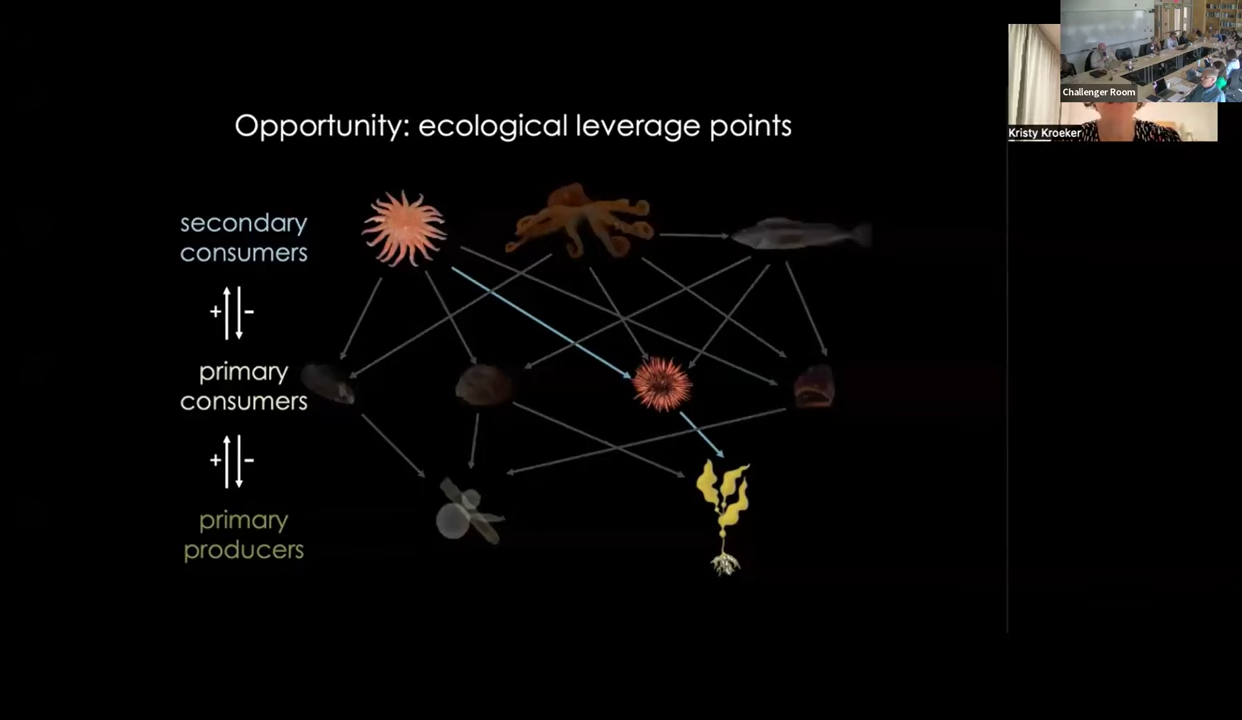 Opportunity: ecological leverage points
secondary
consumers
+ -
primary
consumers
+ -
primary
producers
Challenger Room
Kristy Kroeker